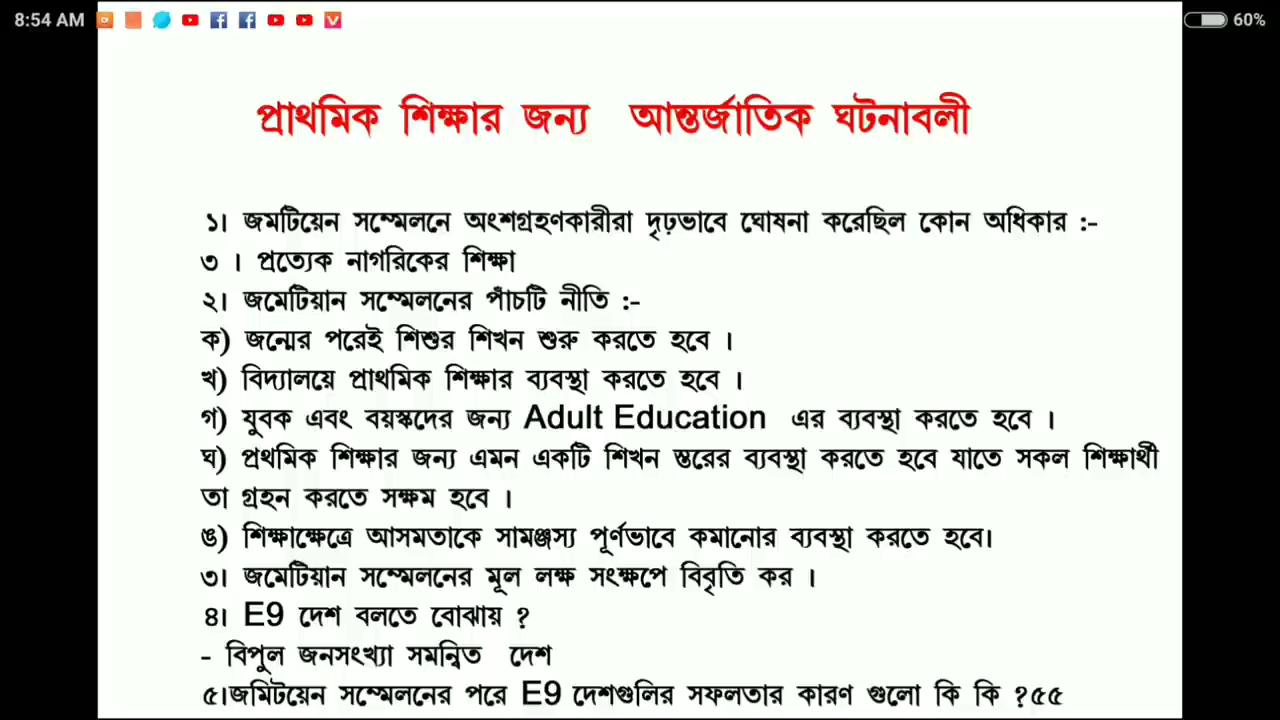 8:54 AM 60%
প্রাথমিক শিক্ষার জন্য আন্তর্জাতিক ঘটনাবলী
১। জমটিয়েন সম্মেলনে অংশগ্রহণকারীরা দৃঢ়ভাবে ঘোষনা করেছিল কোন অধিকার :-
৩ । প্রত্যেক নাগরিকের শিক্ষা
২। জমেটিয়ান সম্মেলনের পাঁচটি নীতি :-
ক) জন্মের পরেই শিশুর শিখন শুরু করতে হবে ।
খ) বিদ্যালয়ে প্রাথমিক শিক্ষার ব্যবস্থা করতে হবে ।
গ) যুবক এবং বয়স্কদের জন্য Adult Education এর ব্যবস্থা করতে হবে ।
ঘ) প্রথমিক শিক্ষার জন্য এমন একটি শিখন স্তরের ব্যবস্থা করতে হবে যাতে সকল শিক্ষার্থী
তা গ্রহন করতে সক্ষম হবে ।
ঙ) শিক্ষাক্ষেত্রে আসমতাকে সামঞ্জস্য পূর্ণভাবে কমানোর ব্যবস্থা করতে হবে।
৩। জমেটিয়ান সম্মেলনের মূল লক্ষ সংক্ষপে বিবৃতি কর ।
৪। E9 দেশ বলতে বোঝায় ?
- বিপুল জনসংখ্যা সমন্বিত দেশ
৫।জমিটয়েন সম্মেলনের পরে E9 দেশগুলির সফলতার কারণ গুলো কি কি ?৫৫